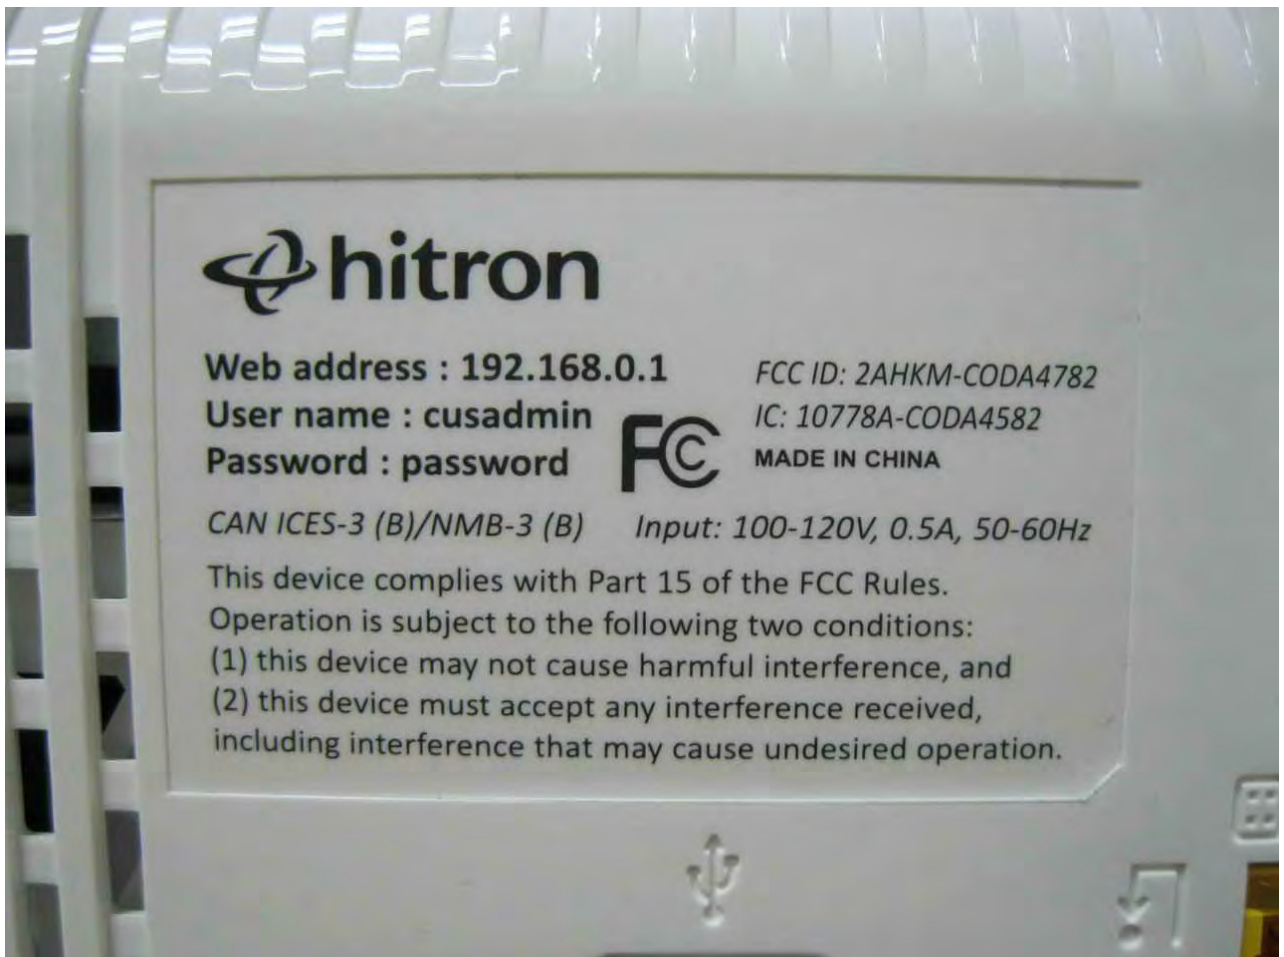 hitron
Web address : 192.168.0.1
User name : cusadmin
Password : password
FC
FCC ID: 2AHKM-CODA4782
IC: 10778A-CODA4582
MADE IN CHINA
CAN ICES-3 (B)/NMB-3 (B)
Input: 100-120V, 0.5A, 50-60Hz
This device complies with Part 15 of the FCC Rules.
Operation is subject to the following two conditions:
(1) this device may not cause harmful interference, and
(2) this device must accept any interference received,
including interference that may cause undesired operation.